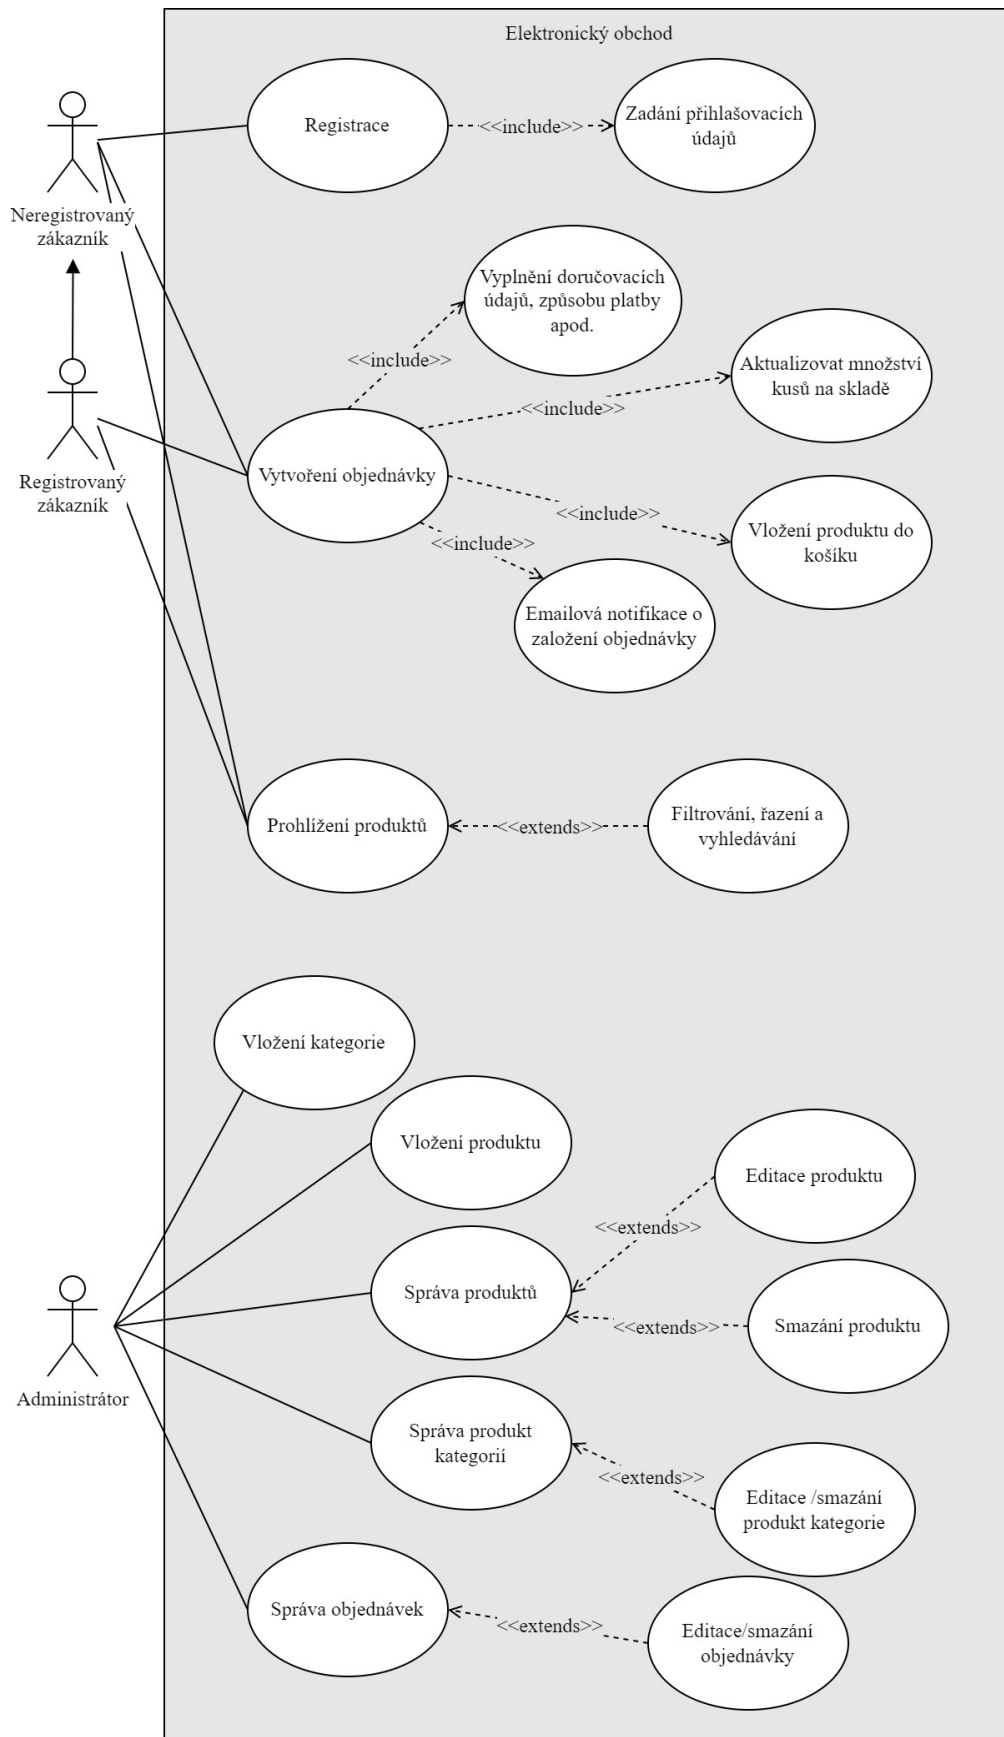 Elektronický obchod
Registrace
<<include>>
Zadání přihlašovacích
údajů
Neregistrovaný
zákazník
Vyplnění doručovacích
údajů, způsobu platby
apod.
<<include>>
Aktualizovat množství
kusů na skladě
<<include>>
Registrovaný
zákazník
Vytvoření objednávky
<<include>>
Vložení produktu do
košíku
<<include>>
Emailová notifikace o
založení objednávky
Prohlížení produktů
<<extends>>
Filtrování, řazení a
vyhledávání
Vložení kategorie
Vložení produktu
Editace produktu
<<extends>>
Správa produktů
<<extends>>
Smazání produktu
Administrátor
Správa produkt
kategorií
<<extends>>
Editace /smazání
produkt kategorie
Správa objednávek
<<extends>>
Editace/smazání
objednávky